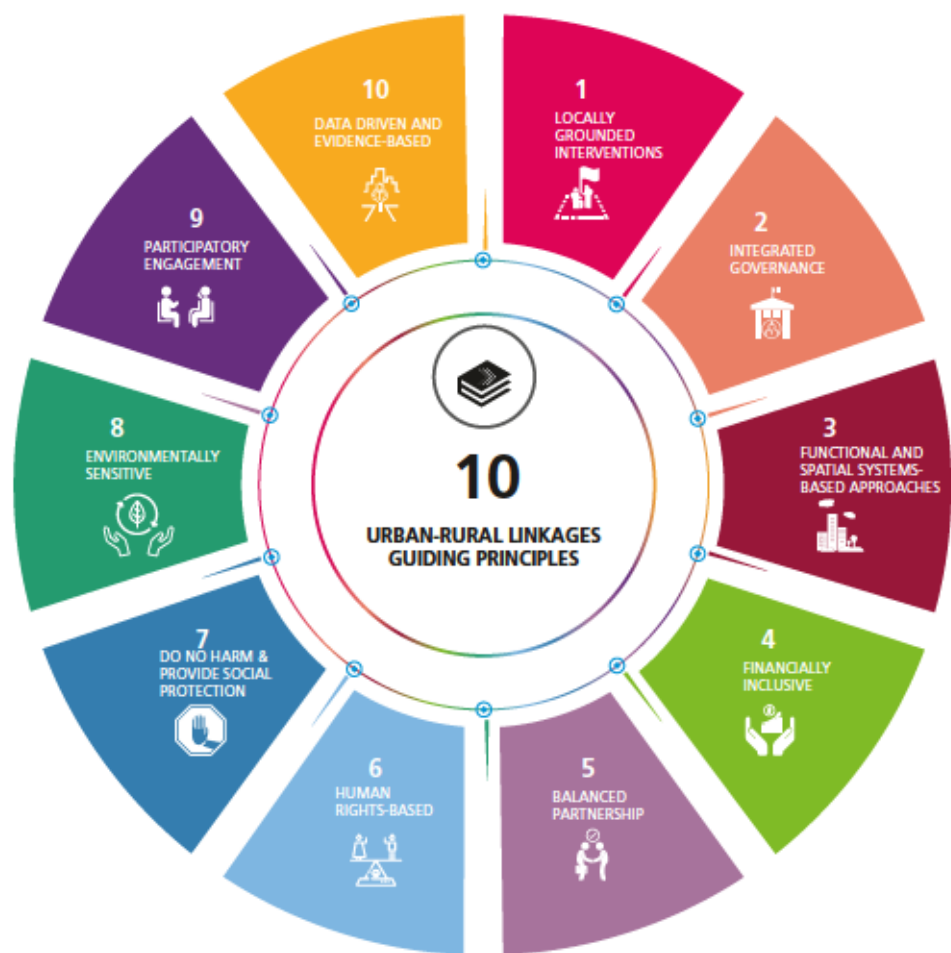 10
URBAN-RURAL LINKAGES
GUIDING PRINCIPLES
1
LOCALLY
GROUNDED
INTERVENTIONS
2
INTEGRATED
GOVERNANCE
3
FUNCTIONAL AND
SPATIAL SYSTEMS-
BASED APPROACHES
4
FINANCIALLY
INCLUSIVE
5
BALANCED
PARTNERSHIP
6
HUMAN
RIGHTS-BASED
7
DO NO HARM &
PROVIDE SOCIAL
PROTECTION
8
ENVIRONMENTALLY
SENSITIVE
9
PARTICIPATORY
ENGAGEMENT
10
DATA DRIVEN AND
EVIDENCE-BASED